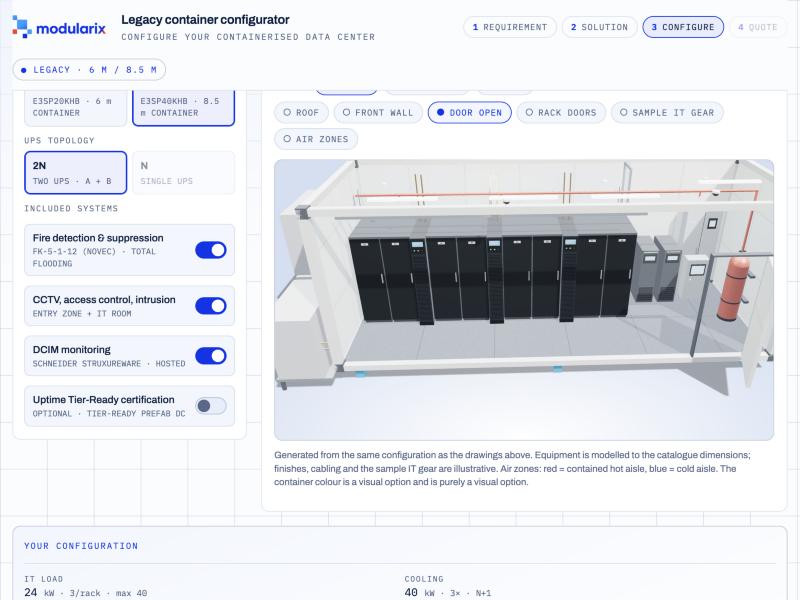 modularix
Legacy container configurator
CONFIGURE YOUR CONTAINERISED DATA CENTER
1 REQUIREMENT
2 SOLUTION
3 CONFIGURE
4 QUOTE
LEGACY · 6 M / 8.5 M
E3SP20KHB · 6 m
CONTAINER
E3SP40KHB · 8.5
m CONTAINER
UPS TOPOLOGY
2N
TWO UPS · A + B
N
SINGLE UPS
INCLUDED SYSTEMS
Fire detection & suppression
FK-5-1-12 (NOVEC) · TOTAL
FLOODING
CCTV, access control, intrusion
ENTRY ZONE + IT ROOM
DCIM monitoring
SCHNEIDER STRUXUREWARE · HOSTED
Uptime Tier-Ready certification
OPTIONAL · TIER-READY PREFAB DC
ROOF
FRONT WALL
DOOR OPEN
RACK DOORS
SAMPLE IT GEAR
AIR ZONES
Generated from the same configuration as the drawings above. Equipment is modelled to the catalogue dimensions;
finishes, cabling and the sample IT gear are illustrative. Air zones: red = contained hot aisle, blue = cold aisle. The
container colour is a visual option and is purely a visual option.
YOUR CONFIGURATION
IT LOAD
24 kW · 3/rack · max 40
COOLING
40 kW · 3× · N+1